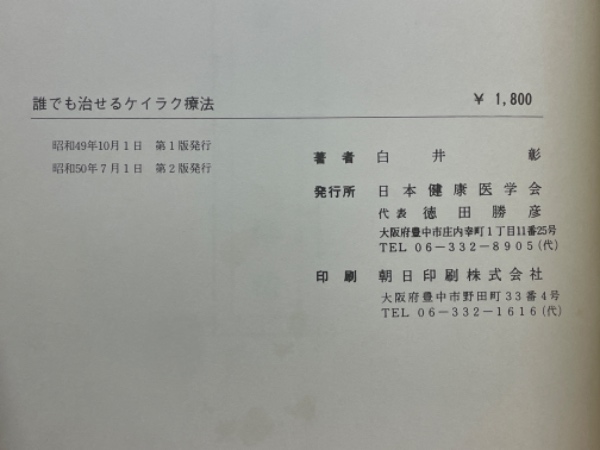 誰でも治せるケイラク療法
¥ 1,800
昭和49年10月1日 第1版発行
昭和50年7月1日 第2版発行
著者 白井 彰
発行所 日本健康医学会
代表 徳田勝彦
大阪府豊中市庄内幸町1丁目11番25号
TEL 06-332-8905(代)
印刷 朝日印刷株式会社
大阪府豊中市野田町33番4号
TEL 06-332-1616(代)